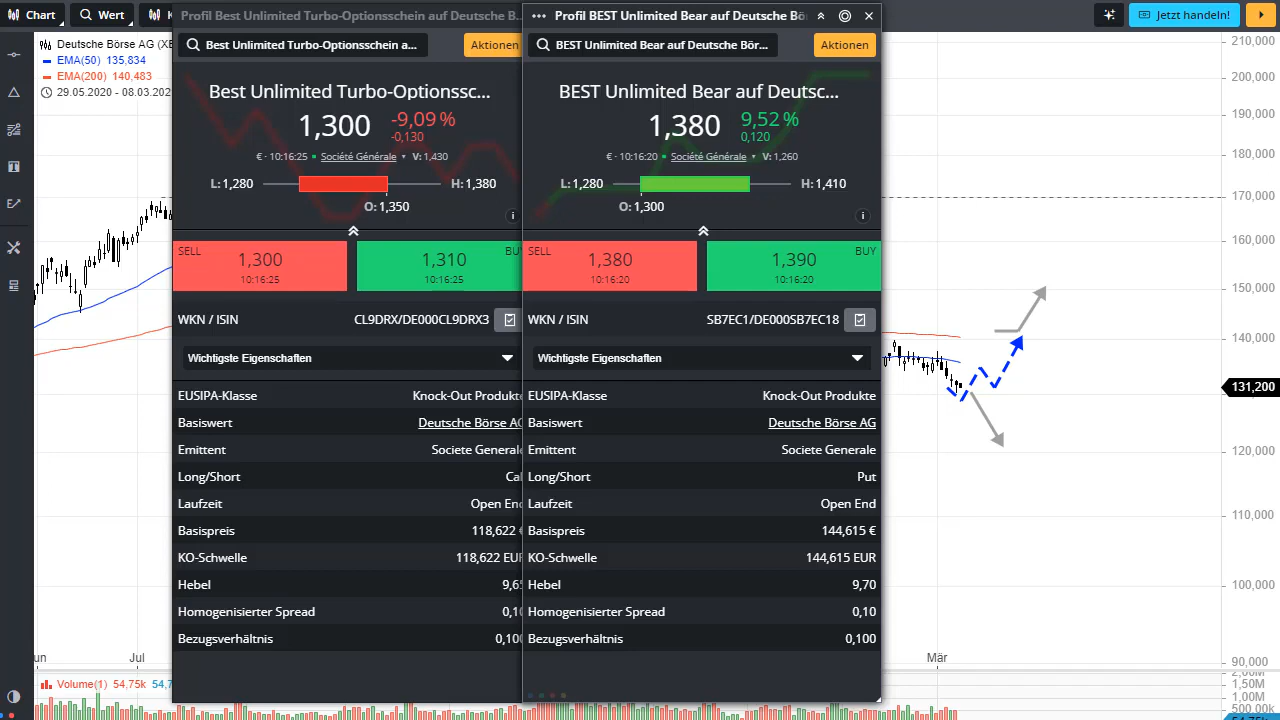 Chart
Wert
K
Jetzt handeln!
Deutsche Börse AG (XE
EMA(50) 135,834
EMA(200) 140,483
29.05.2020 - 08.03.202
Profil Best Unlimited Turbo-Optionsschein auf Deutsche B...
Best Unlimited Turbo-Optionsschein a...
Aktionen
Best Unlimited Turbo-Optionssc...
1,300
-9,09 %
-0,130
€ · 10:16:25 • Société Générale • V: 1,430
L: 1,280
H: 1,380
O: 1,350
SELL
1,300
10:16:25
BUY
1,310
10:16:25
WKN / ISIN CL9DRX/DE000CL9DRX3
Wichtigste Eigenschaften
EUSIPA-Klasse Knock-Out Produkte
Basiswert Deutsche Börse AG
Emittent Societe Generale
Long/Short Cal
Laufzeit Open End
Basispreis 118,622 €
KO-Schwelle 118,622 EUR
Hebel 9,65
Homogenisierter Spread 0,10
Bezugsverhältnis 0,100
Profil BEST Unlimited Bear auf Deutsche Bö
BEST Unlimited Bear auf Deutsche Bör...
Aktionen
BEST Unlimited Bear auf Deutsc...
1,380
9,52 %
0,120
€ · 10:16:20 • Société Générale • V: 1,260
L: 1,280
H: 1,410
O: 1,300
SELL
1,380
10:16:20
BUY
1,390
10:16:20
WKN / ISIN SB7EC1/DE000SB7EC18
Wichtigste Eigenschaften
EUSIPA-Klasse Knock-Out Produkte
Basiswert Deutsche Börse AG
Emittent Societe Generale
Long/Short Put
Laufzeit Open End
Basispreis 144,615 €
KO-Schwelle 144,615 EUR
Hebel 9,70
Homogenisierter Spread 0,10
Bezugsverhältnis 0,100
210,000
200,000
190,000
180,000
170,000
160,000
150,000
140,000
131,200
120,000
110,000
100,000
90,000
un
Jul
Mär
Volume(1) 54,75k 54,7
2,00M
1,50M
1,00M
500,00k
54,75k